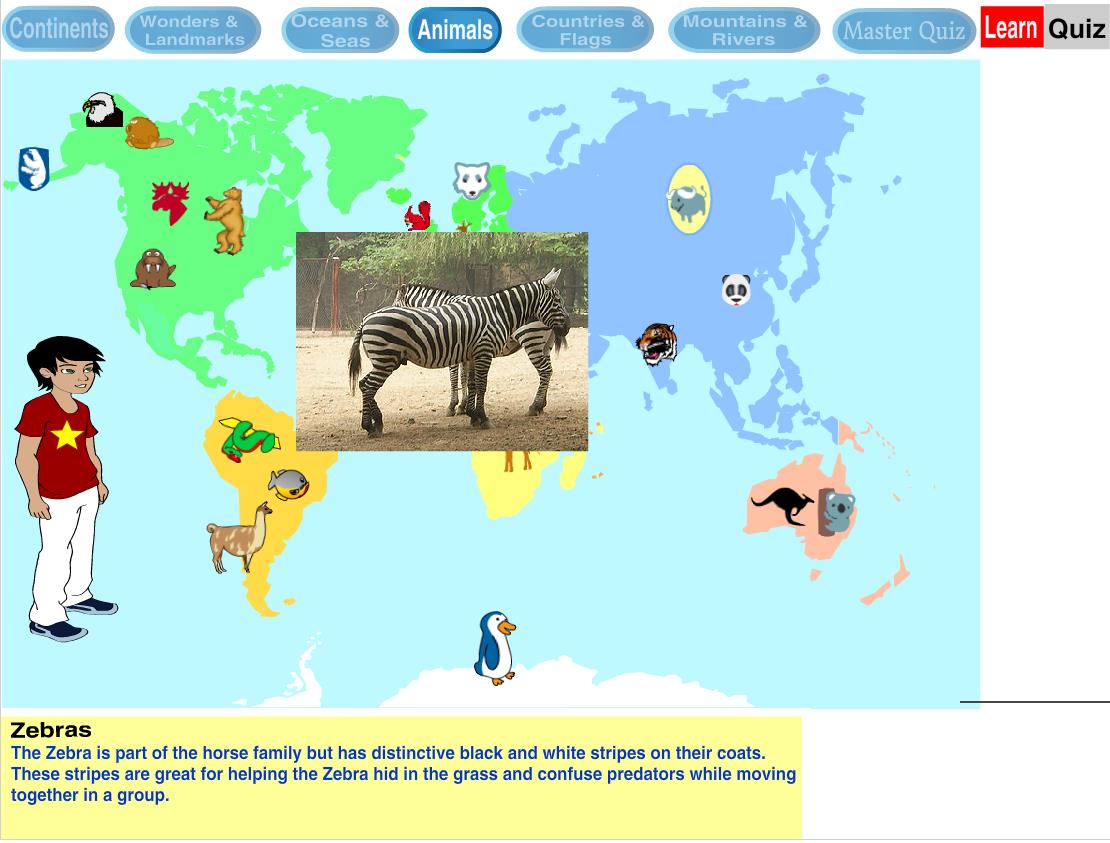 Continents
Wonders &
Landmarks
Oceans &
Seas
Animals
Countries &
Flags
Mountains &
Rivers
Master Quiz
Learn
Quiz
Zebras
The Zebra is part of the horse family but has distinctive black and white stripes on their coats.
These stripes are great for helping the Zebra hid in the grass and confuse predators while moving
together in a group.